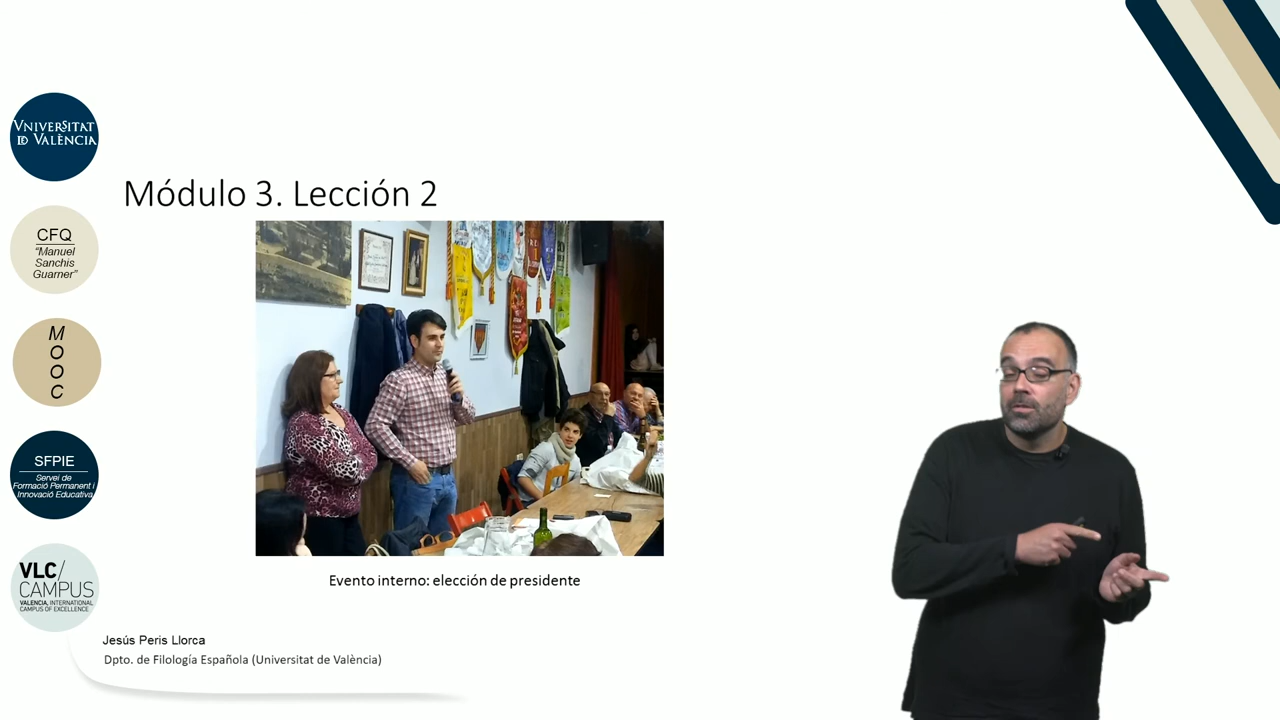 VNIVERSITAT
ID VALÈNCIA
CFQ
"Manuel
Sanchis
Guarner"
M
O
O
C
SFPIE
Servei de
Formació Permanent i
Innovació Educativa
VLC/
CAMPUS
VALENCIA, INTERNATIONAL
CAMPUS OF EXCELLENCE
Módulo 3. Lección 2
Evento interno: elección de presidente
Jesús Peris Llorca
Dpto. de Filología Española (Universitat de València)